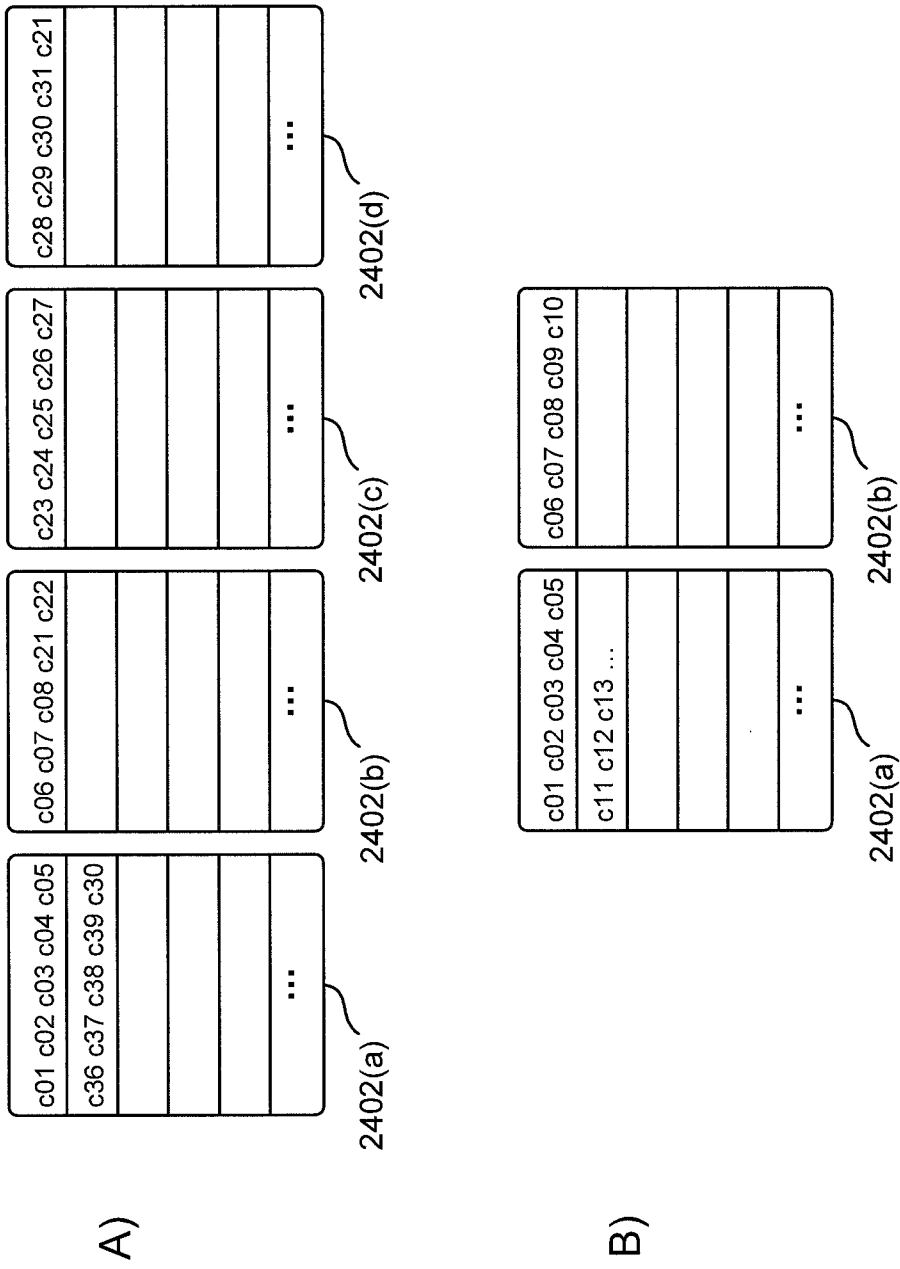 A)
c01 c02 c03 c04 c05
c36 c37 c38 c39 c30
...
2402(a)
c06 c07 c08 c21 c22
...
2402(b)
c23 c24 c25 c26 c27
...
2402(c)
c28 c29 c30 c31 c21
...
2402(d)
B)
c01 c02 c03 c04 c05
c11 c12 c13 ...
...
2402(a)
c06 c07 c08 c09 c10
...
2402(b)